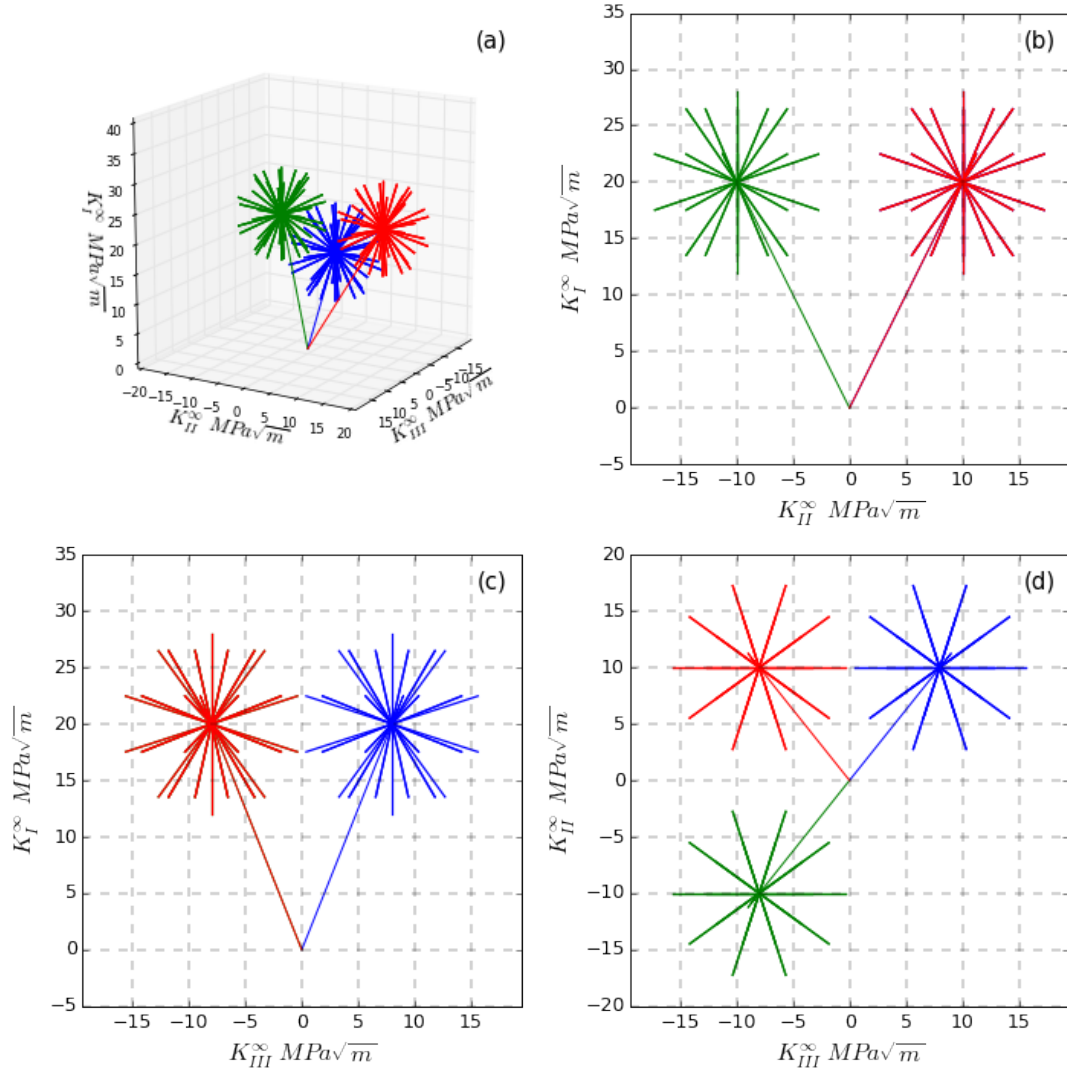 (a)
40
35
30
25
20
15
10
5
0
K_I^∞ MPa√m
−20 −15 −10 −5 0 5 10 15 20
K_II^∞ MPa√m
15 10 5 0 −5 −10 −15
K_III^∞ MPa√m
(b)
35
30
25
20
15
10
5
0
−5
K_I^∞ MPa√m
−15 −10 −5 0 5 10 15
K_II^∞ MPa√m
(c)
35
30
25
20
15
10
5
0
−5
K_I^∞ MPa√m
−15 −10 −5 0 5 10 15
K_III^∞ MPa√m
(d)
20
15
10
5
0
−5
−10
−15
−20
K_II^∞ MPa√m
−15 −10 −5 0 5 10 15
K_III^∞ MPa√m